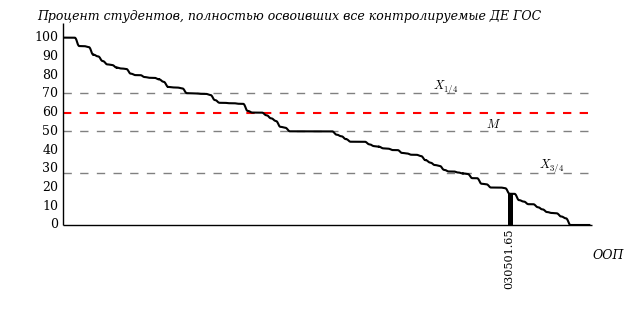 Процент студентов, полностью освоивших все контролируемые ДЕ ГОС
100
90
80
70
60
50
40
30
20
10
0
X1/4
M
X3/4
030501.65
ООП